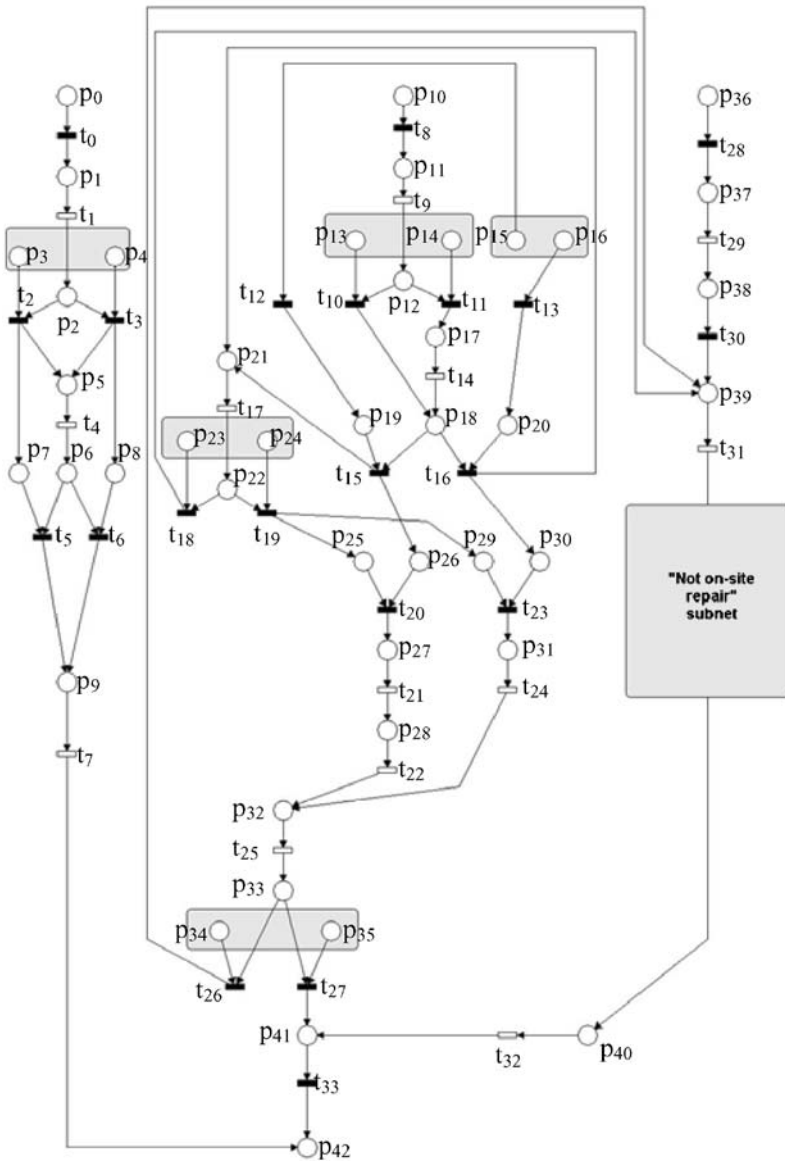 p0
p10
p36
t0
t8
t28
p1
p11
p37
t1
t9
t29
p3
p4
p13
p14
p15
p16
p38
t2
p2
t3
t12
t10
p12
t11
t13
t30
p17
p5
p21
t14
p39
t4
t17
p19
p18
p20
t31
p7
p6
p8
p23
p24
p22
t15
t16
t5
t6
t18
t19
p25
p26
p29
p30
"Not on-site
repair"
subnet
t20
t23
p27
p31
p9
t21
t24
p28
t7
t22
p32
t25
p33
p34
p35
t26
t27
p41
t32
p40
t33
p42